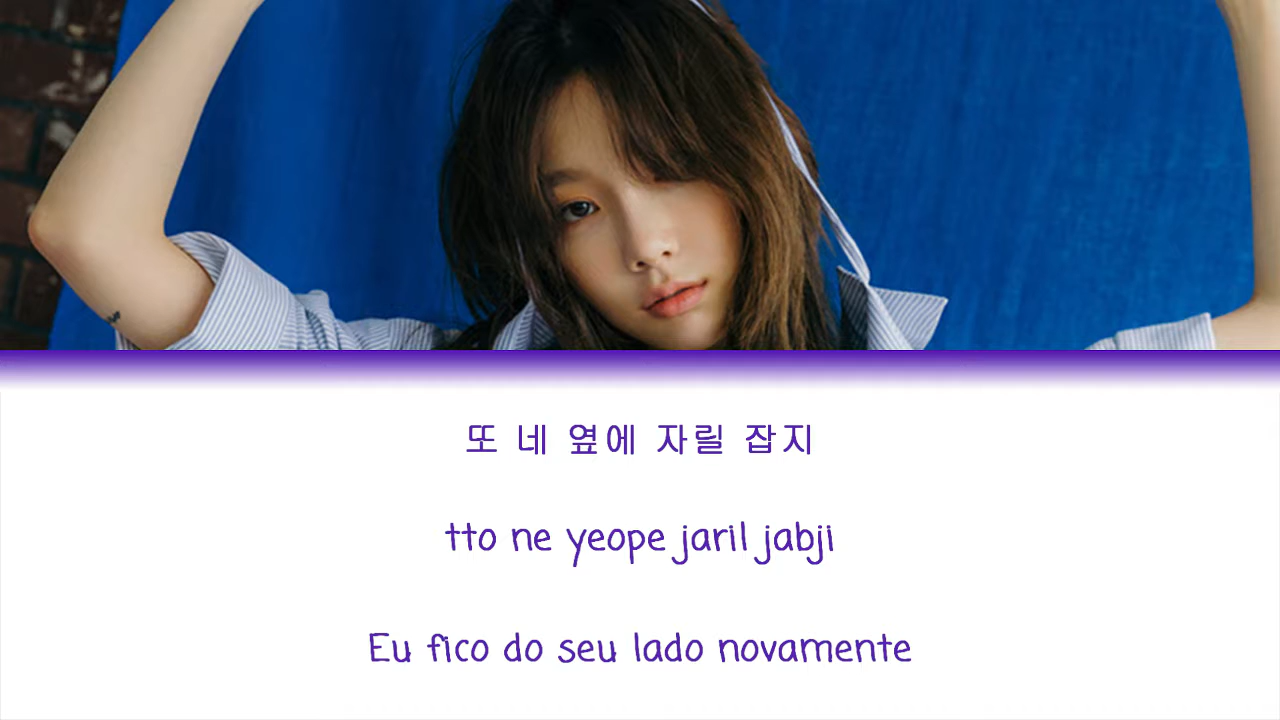 또 네 옆에 자릴 잡지
tto ne yeope jaril jabji
Eu fico do seu lado novamente